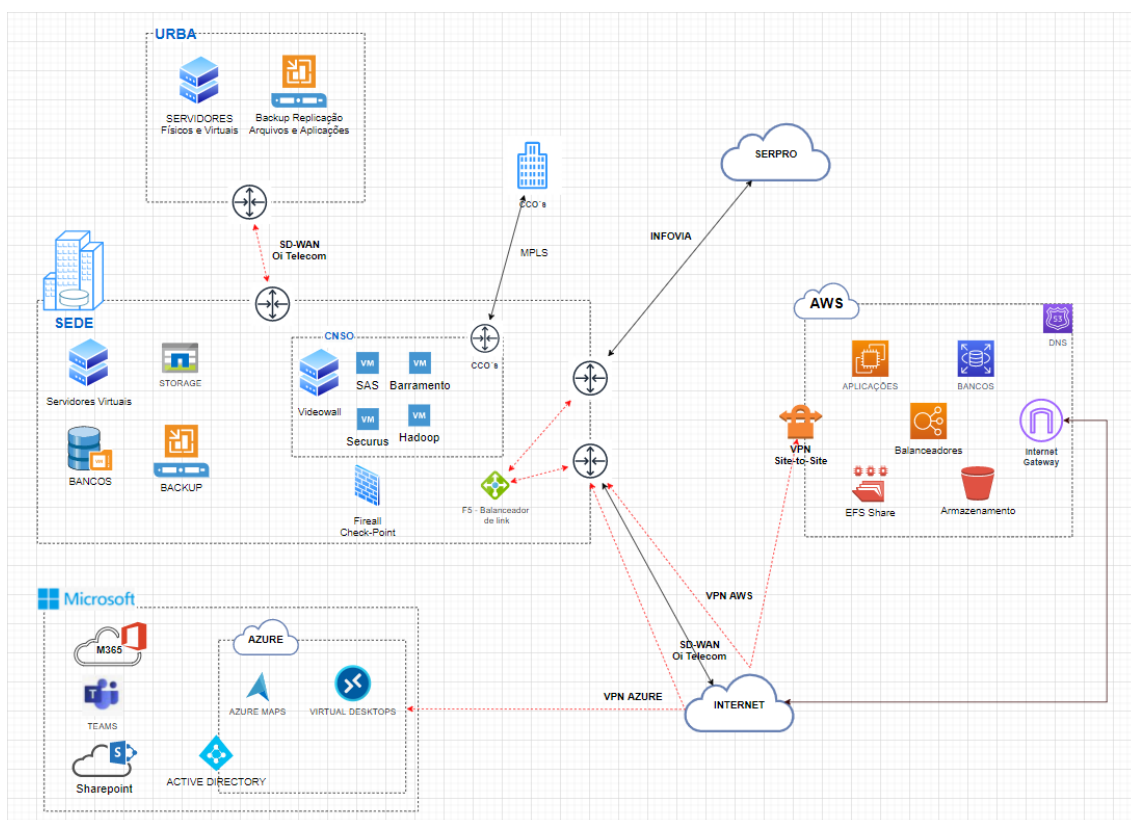 URBA
SERVIDORES
Físicos e Virtuais
Backup Replicação
Arquivos e Aplicações
CCO´s
MPLS
SERPRO
INFOVIA
SD-WAN
Oi Telecom
SEDE
Servidores Virtuais
STORAGE
BANCOS
BACKUP
CNSO
Videowall
VM
SAS
VM
Barramento
VM
Securus
VM
Hadoop
CCO´s
Fireall
Check-Point
F5 - Balanceador
de link
AWS
53
DNS
APLICAÇÕES
BANCOS
VPN
Site-to-Site
Balanceadores
Internet
Gateway
EFS Share
Armazenamento
VPN AWS
SD-WAN
Oi Telecom
VPN AZURE
INTERNET
Microsoft
M365
T
TEAMS
S
Sharepoint
AZURE
AZURE MAPS
VIRTUAL DESKTOPS
ACTIVE DIRECTORY